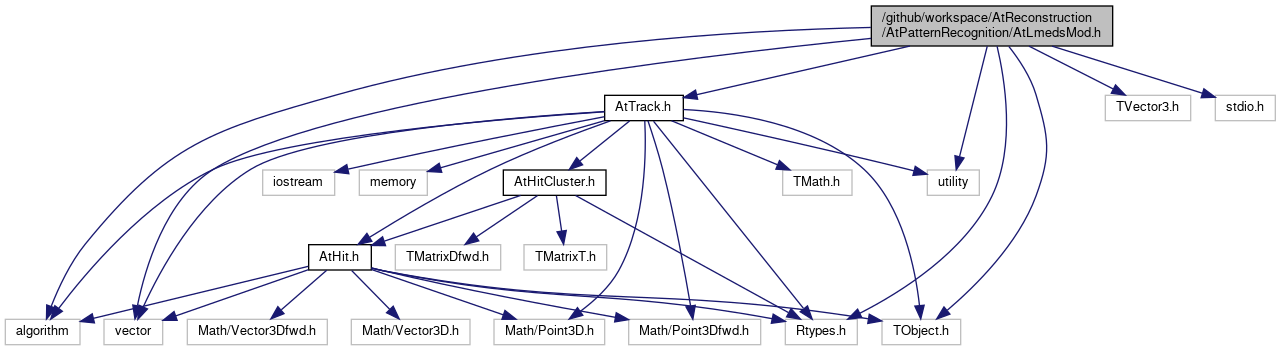 /github/workspace/AtReconstruction
/AtPatternRecognition/AtLmedsMod.h
AtTrack.h
TVector3.h
stdio.h
iostream
memory
AtHitCluster.h
TMath.h
utility
AtHit.h
TMatrixDfwd.h
TMatrixT.h
algorithm
vector
Math/Vector3Dfwd.h
Math/Vector3D.h
Math/Point3D.h
Math/Point3Dfwd.h
Rtypes.h
TObject.h